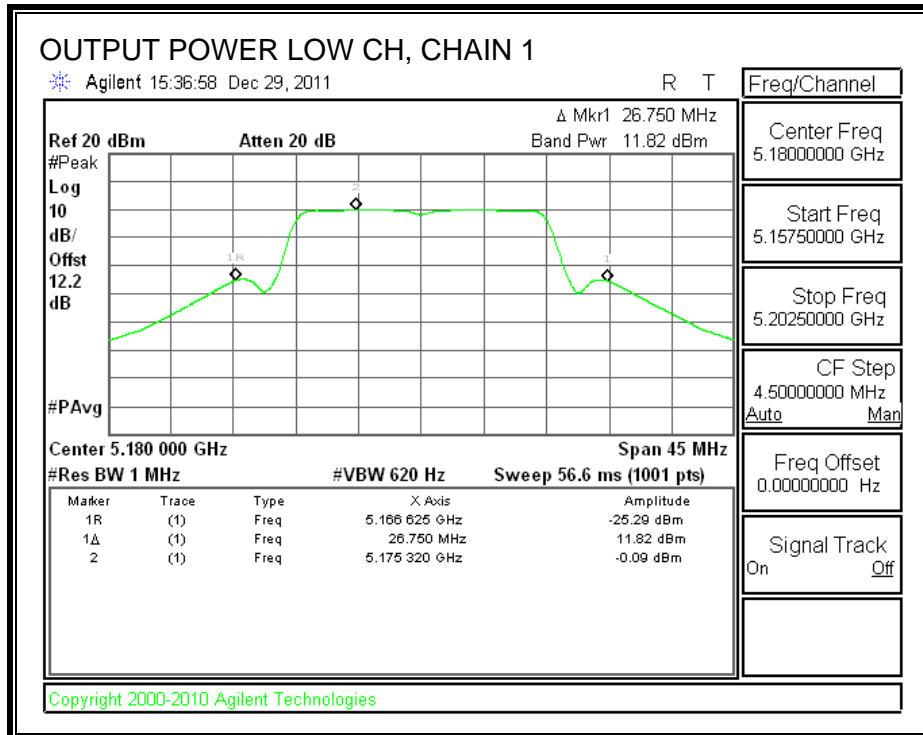 OUTPUT POWER LOW CH, CHAIN 1
Agilent 15:36:58 Dec 29, 2011 R T
Δ Mkr1 26.750 MHz
Ref 20 dBm Atten 20 dB Band Pwr 11.82 dBm
#Peak
Log
10
dB/
Offst
12.2
dB
#PAvg
2
1R
1
Center 5.180 000 GHz Span 45 MHz
#Res BW 1 MHz #VBW 620 Hz Sweep 56.6 ms (1001 pts)
Marker Trace Type X Axis Amplitude
1R (1) Freq 5.166 625 GHz -25.29 dBm
1Δ (1) Freq 26.750 MHz 11.82 dBm
2 (1) Freq 5.175 320 GHz -0.09 dBm
Freq/Channel
Center Freq
5.18000000 GHz
Start Freq
5.15750000 GHz
Stop Freq
5.20250000 GHz
CF Step
4.50000000 MHz
Auto Man
Freq Offset
0.00000000 Hz
Signal Track
On Off
Copyright 2000-2010 Agilent Technologies